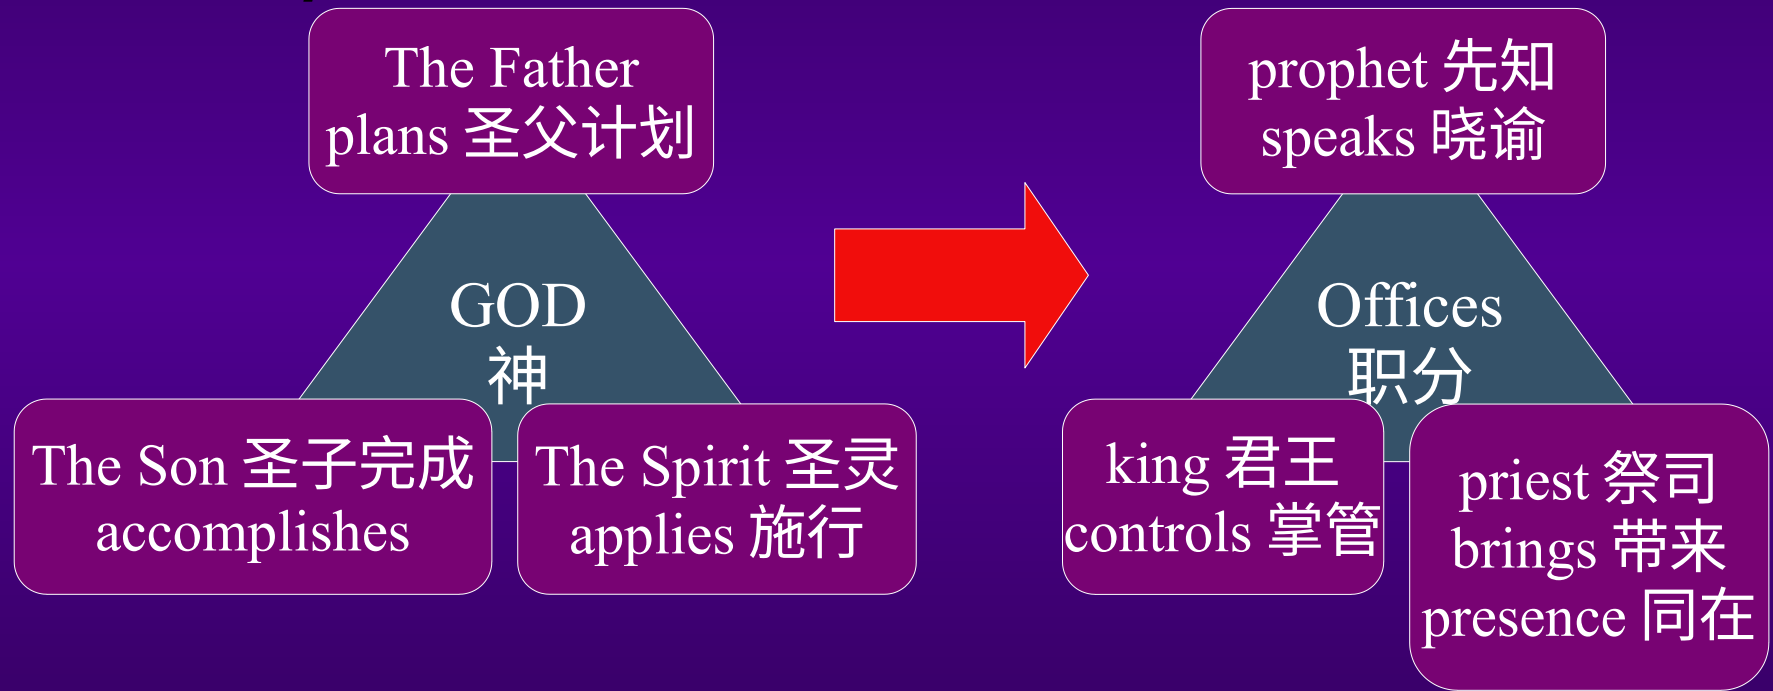 The Father
plans 圣父计划
GOD
神
The Son 圣子完成
accomplishes
The Spirit 圣灵
applies 施行
prophet 先知
speaks 晓谕
Offices
职分
king 君王
controls 掌管
priest 祭司
brings 带来
presence 同在